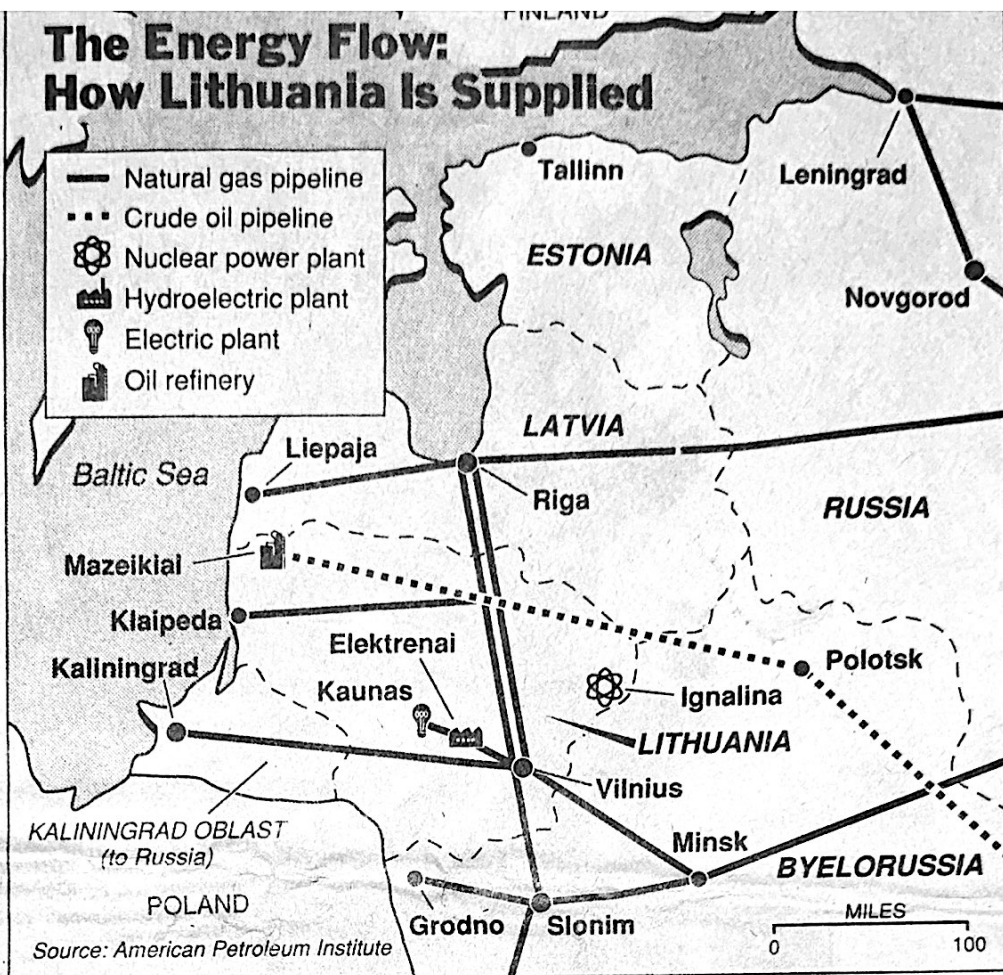 FINLAND
The Energy Flow:
How Lithuania Is Supplied
Natural gas pipeline
Crude oil pipeline
Nuclear power plant
Hydroelectric plant
Electric plant
Oil refinery
Tallinn
Leningrad
ESTONIA
Novgorod
LATVIA
Liepaja
Baltic Sea
Riga
RUSSIA
Mazeikiai
Klaipeda
Elektrenai
Kaliningrad
Polotsk
Kaunas
Ignalina
LITHUANIA
Vilnius
KALININGRAD OBLAST
(to Russia)
Minsk
BYELORUSSIA
POLAND
Grodno
Slonim
MILES
0 100
Source: American Petroleum Institute